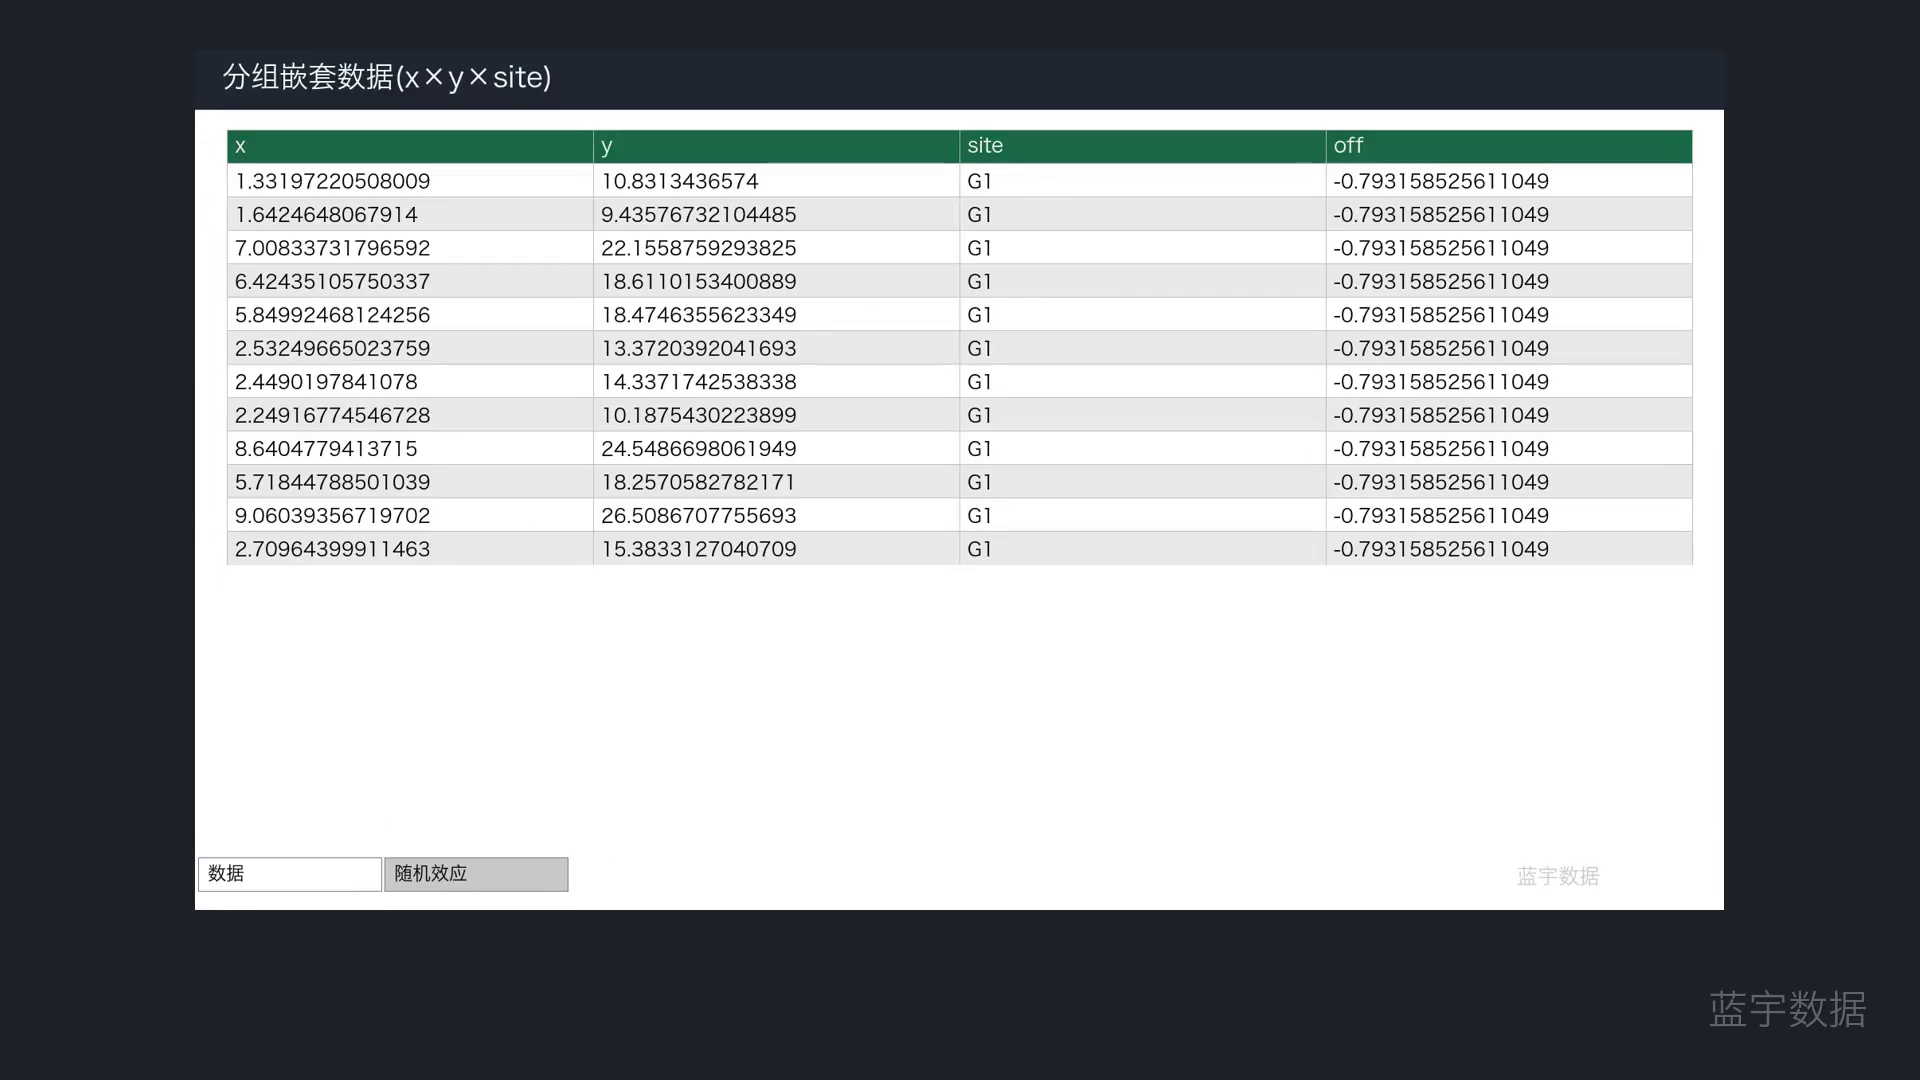 分组嵌套数据(x×y×site)
x y site off
1.33197220508009 10.8313436574 G1 -0.793158525611049
1.6424648067914 9.43576732104485 G1 -0.793158525611049
7.00833731796592 22.1558759293825 G1 -0.793158525611049
6.42435105750337 18.6110153400889 G1 -0.793158525611049
5.84992468124256 18.4746355623349 G1 -0.793158525611049
2.53249665023759 13.3720392041693 G1 -0.793158525611049
2.4490197841078 14.3371742538338 G1 -0.793158525611049
2.24916774546728 10.1875430223899 G1 -0.793158525611049
8.6404779413715 24.5486698061949 G1 -0.793158525611049
5.71844788501039 18.2570582782171 G1 -0.793158525611049
9.06039356719702 26.5086707755693 G1 -0.793158525611049
2.70964399911463 15.3833127040709 G1 -0.793158525611049
数据 随机效应
蓝宇数据
蓝宇数据